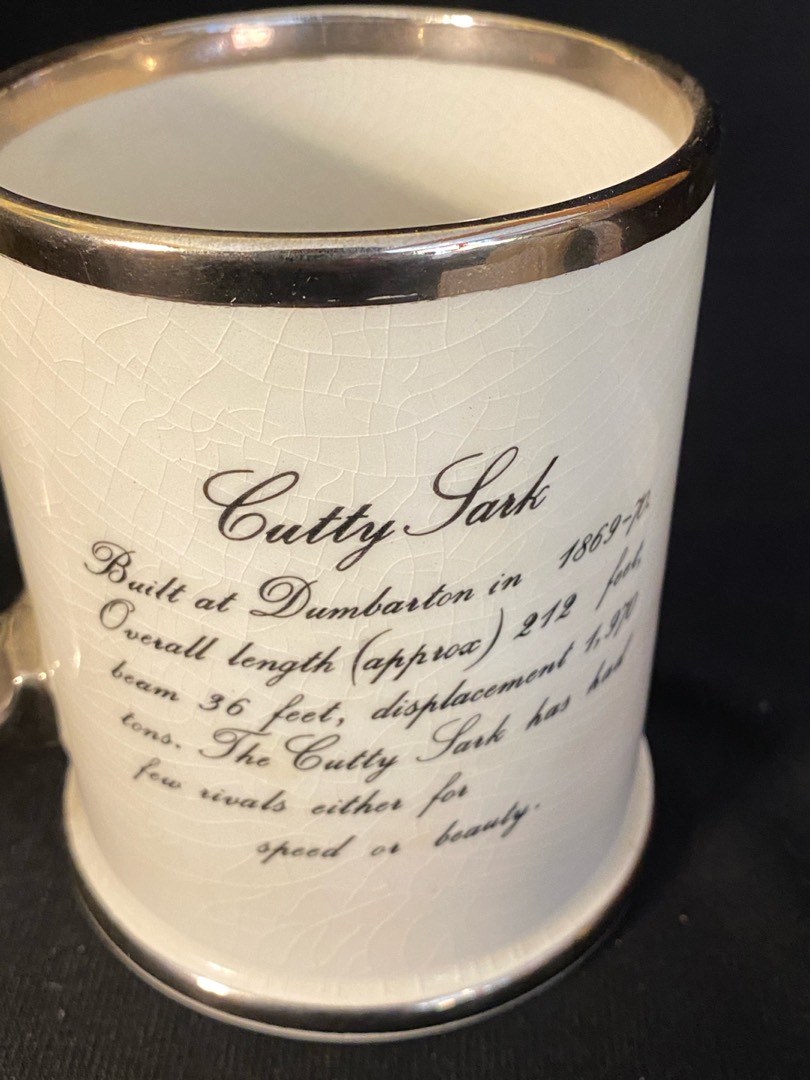 Cutty Sark
Built at Dumbarton in 1869-70.
Overall length (approx) 212 feet,
beam 36 feet, displacement 1,970
tons. The Cutty Sark has had
few rivals either for
speed or beauty.